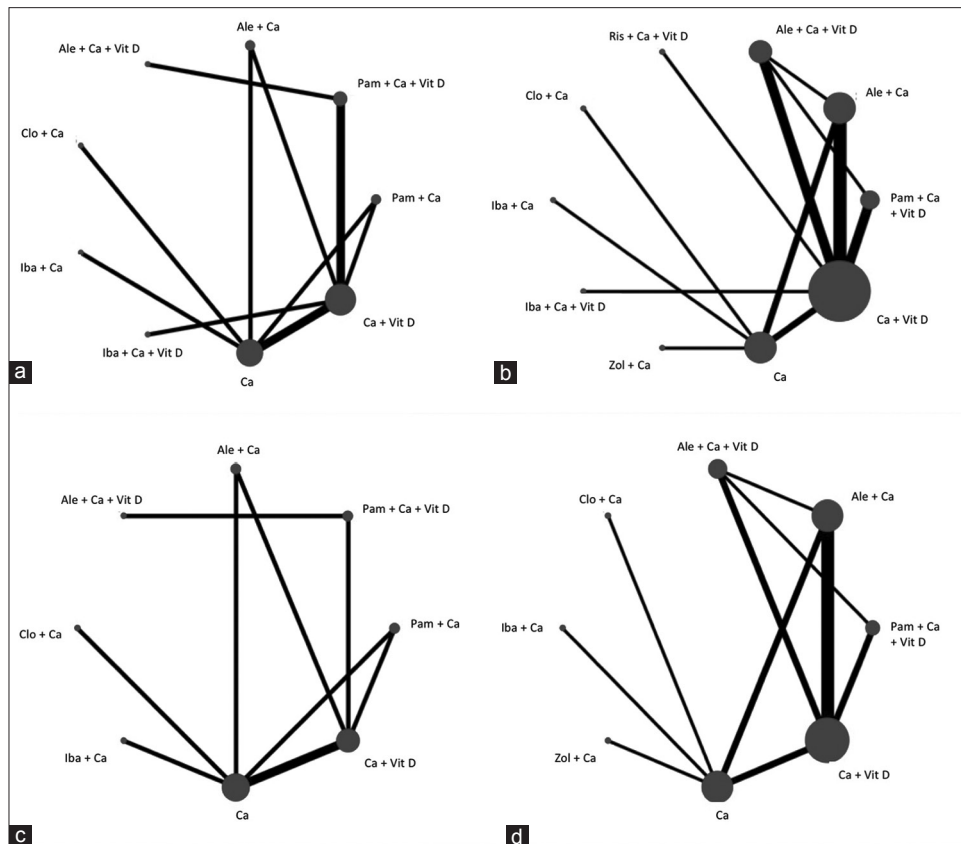 Ale + Ca
Ale + Ca + Vit D
Pam + Ca + Vit D
Clo + Ca
Pam + Ca
Iba + Ca
Ca + Vit D
Iba + Ca + Vit D
Ca
a
Ale + Ca + Vit D
Ris + Ca + Vit D
Ale + Ca
Clo + Ca
Pam + Ca
+ Vit D
Iba + Ca
Iba + Ca + Vit D
Ca + Vit D
Zol + Ca
Ca
b
Ale + Ca
Ale + Ca + Vit D
Pam + Ca + Vit D
Clo + Ca
Pam + Ca
Iba + Ca
Ca + Vit D
Ca
c
Ale + Ca + Vit D
Clo + Ca
Ale + Ca
Iba + Ca
Pam + Ca
+ Vit D
Zol + Ca
Ca + Vit D
Ca
d